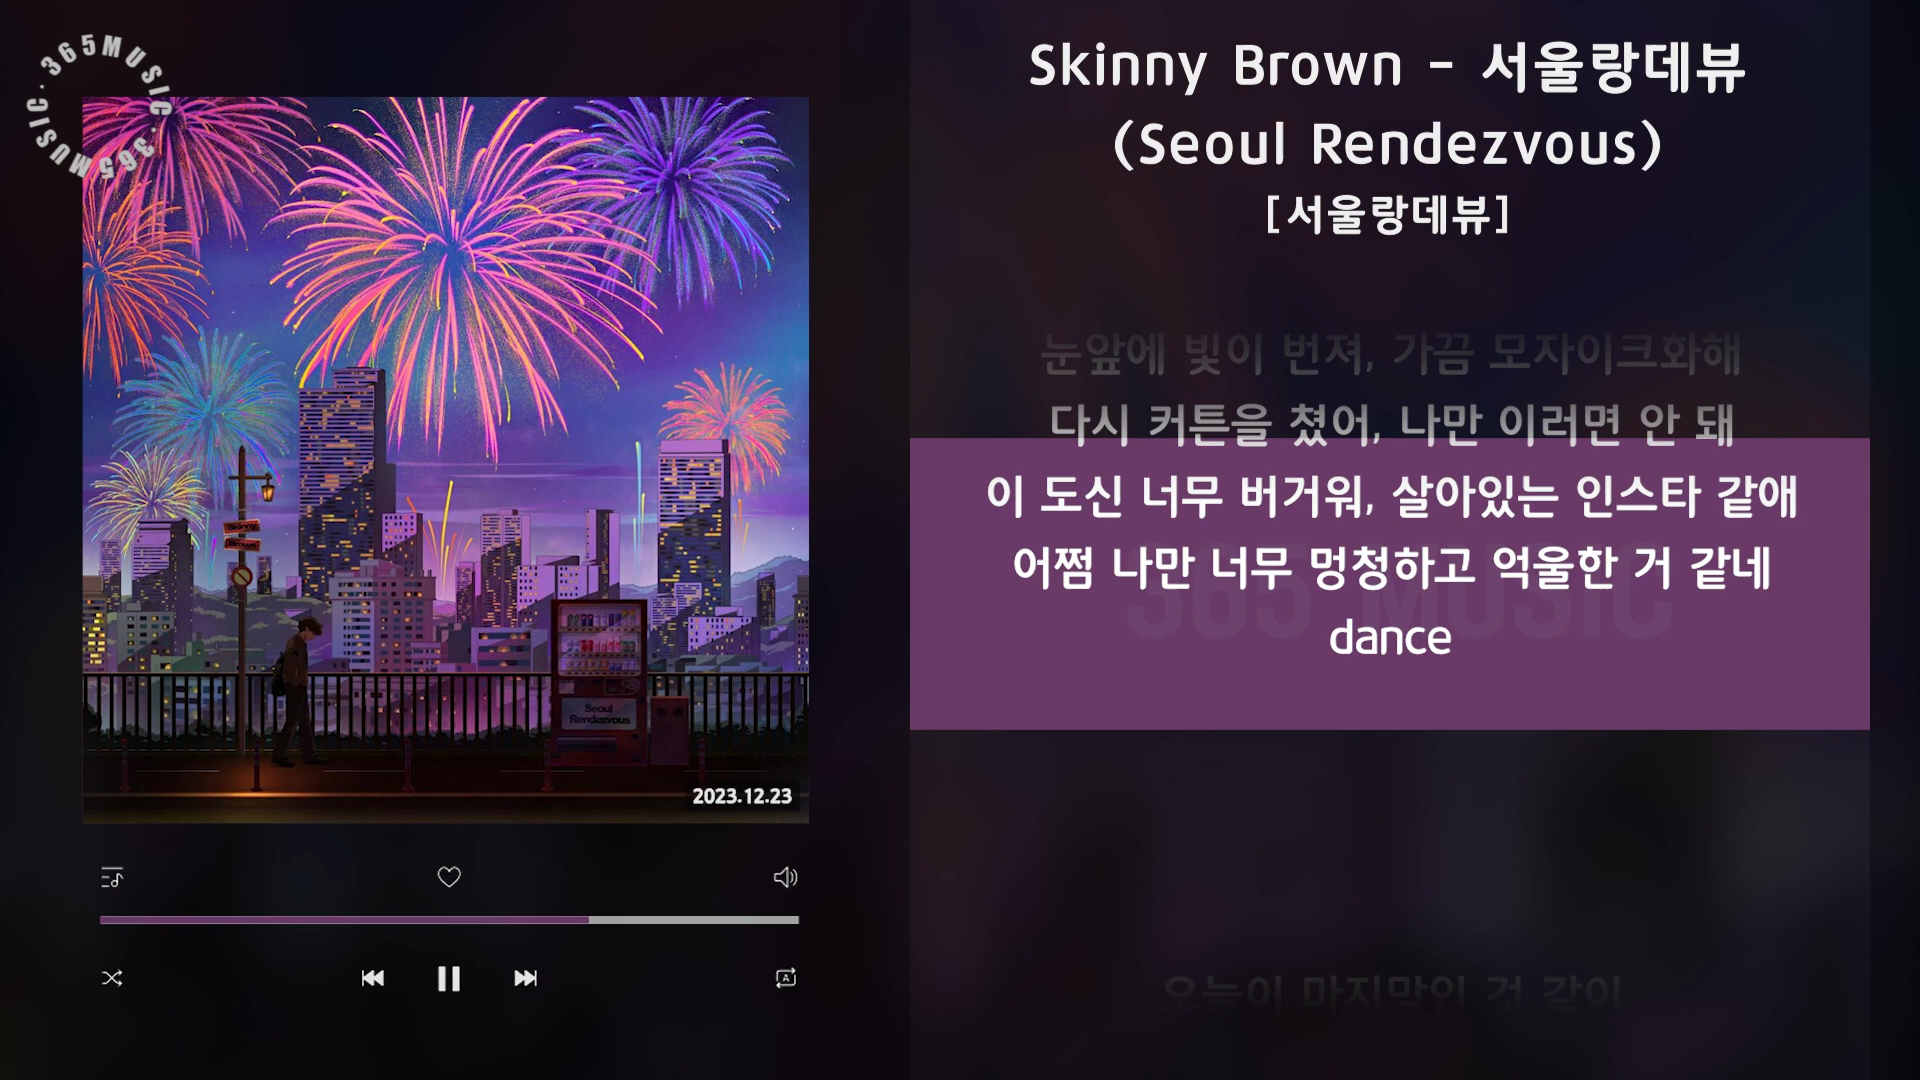 365MUSIC · 365MUSIC ·
Skinny Brown - 서울랑데뷰
(Seoul Rendezvous)
[서울랑데뷰]
Skinny
Brown
Seoul
Rendezvous
2023.12.23
눈앞에 빛이 번져, 가끔 모자이크화해
다시 커튼을 쳤어, 나만 이러면 안 돼
이 도신 너무 버거워, 살아있는 인스타 같애
어쩜 나만 너무 멍청하고 억울한 거 같네
365 MUSIC
dance
오늘이 마지막인 것 같이
A